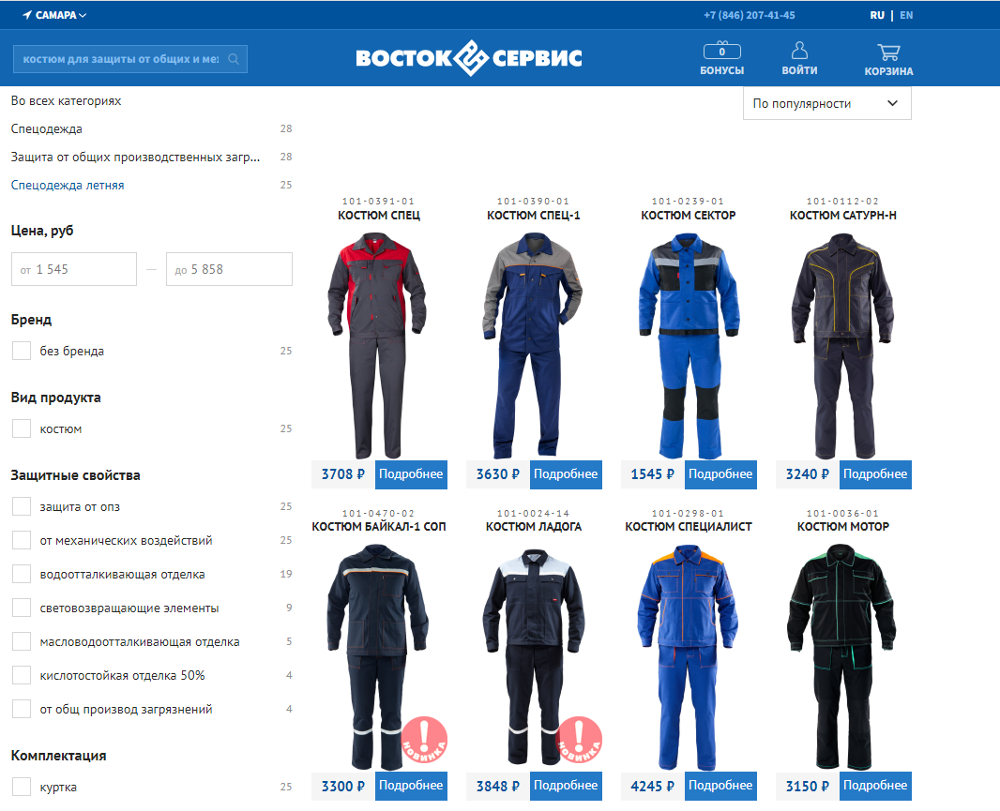 САМАРА
+7 (846) 207-41-45
RU | EN
костюм для защиты от общих и ме
ВОСТОК СЕРВИС
0
БОНУСЫ
ВОЙТИ
КОРЗИНА
Во всех категориях
По популярности
Спецодежда 28
Защита от общих производственных загр... 28
Спецодежда летняя 25
Цена, руб
от 1 545 — до 5 858
Бренд
без бренда 25
Вид продукта
костюм 25
Защитные свойства
защита от опз 25
от механических воздействий 25
водоотталкивающая отделка 19
световозвращающие элементы 9
масловодоотталкивающая отделка 5
кислотостойкая отделка 50% 4
от общ производ загрязнений 4
Комплектация
куртка 25
101-0391-01
КОСТЮМ СПЕЦ
3708 ₽ Подробнее
101-0390-01
КОСТЮМ СПЕЦ-1
3630 ₽ Подробнее
101-0239-01
КОСТЮМ СЕКТОР
1545 ₽ Подробнее
101-0112-02
КОСТЮМ САТУРН-Н
3240 ₽ Подробнее
101-0470-02
КОСТЮМ БАЙКАЛ-1 СОП
НОВИНКА
3300 ₽ Подробнее
101-0024-14
КОСТЮМ ЛАДОГА
НОВИНКА
3848 ₽ Подробнее
101-0298-01
КОСТЮМ СПЕЦИАЛИСТ
4245 ₽ Подробнее
101-0036-01
КОСТЮМ МОТОР
3150 ₽ Подробнее